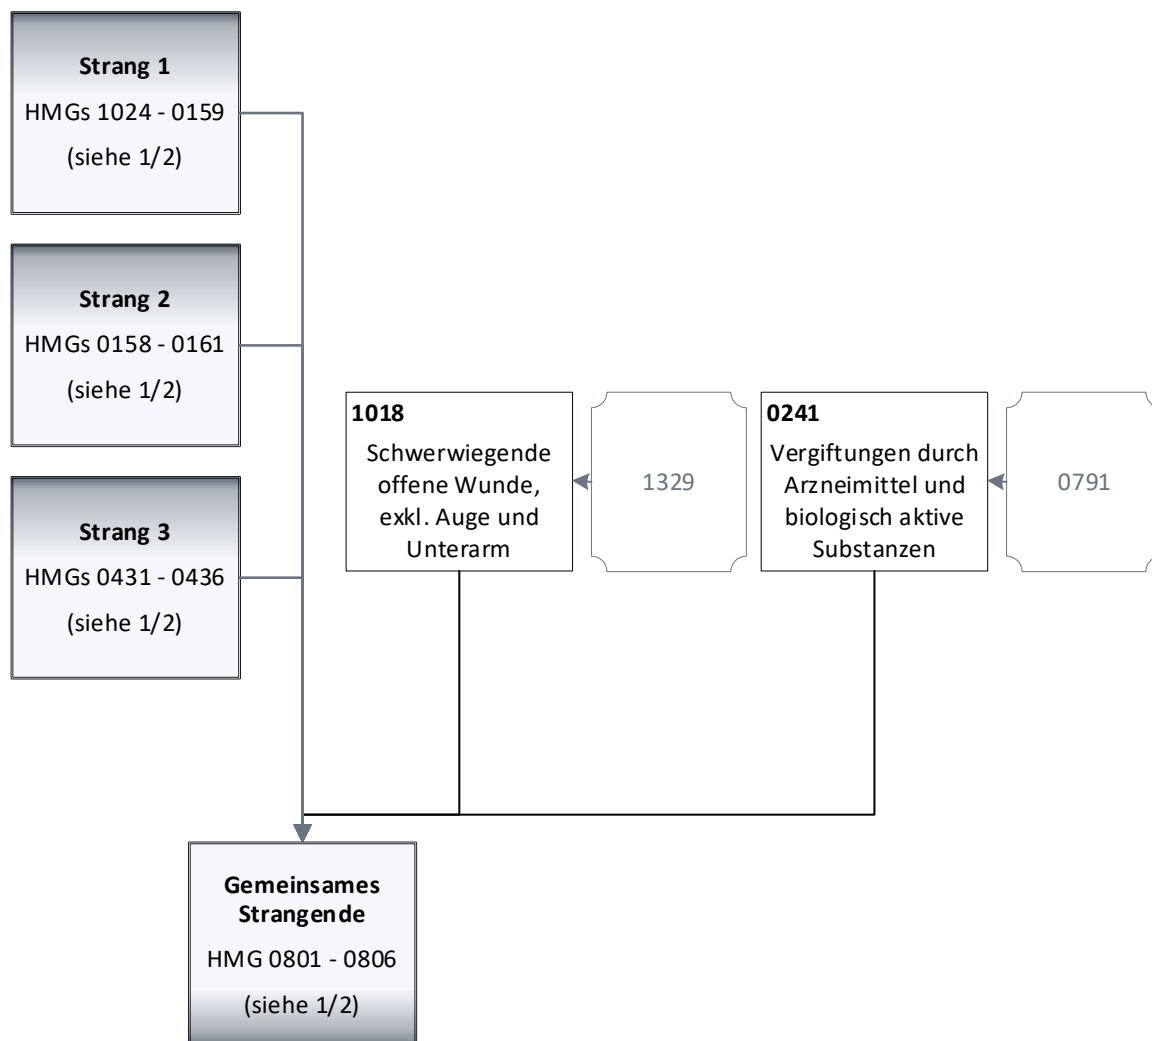 Strang 1
HMGs 1024 - 0159
(siehe 1/2)
Strang 2
HMGs 0158 - 0161
(siehe 1/2)
Strang 3
HMGs 0431 - 0436
(siehe 1/2)
1018
Schwerwiegende
offene Wunde,
exkl. Auge und
Unterarm
1329
0241
Vergiftungen durch
Arzneimittel und
biologisch aktive
Substanzen
0791
Gemeinsames
Strangende
HMG 0801 - 0806
(siehe 1/2)